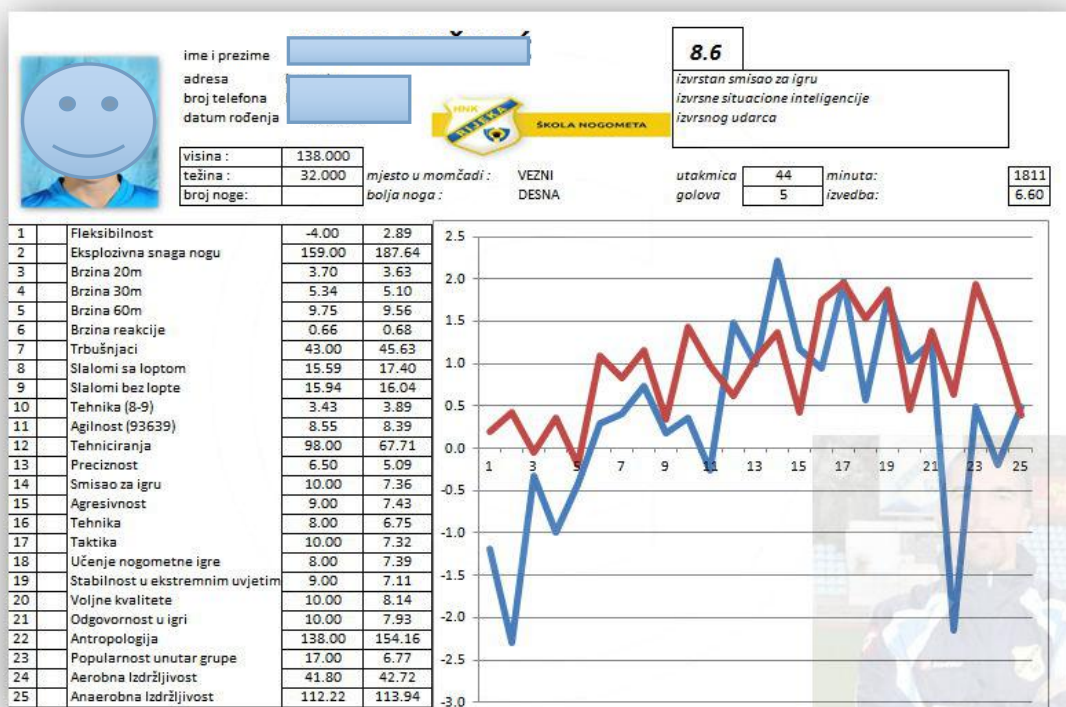 ime i prezime
adresa
broj telefona
datum rođenja
HNK
RIJEKA
ŠKOLA NOGOMETA
8.6
izvrstan smisao za igru
izvrsne situacione inteligencije
izvrsnog udarca
visina : 138.000
težina : 32.000 mjesto u momčadi : VEZNI utakmica 44 minuta: 1811
broj noge: bolja noga : DESNA golova 5 izvedba: 6.60
1 Fleksibilnost -4.00 2.89
2 Eksplozivna snaga nogu 159.00 187.64
3 Brzina 20m 3.70 3.63
4 Brzina 30m 5.34 5.10
5 Brzina 60m 9.75 9.56
6 Brzina reakcije 0.66 0.68
7 Trbušnjaci 43.00 45.63
8 Slalomi sa loptom 15.59 17.40
9 Slalomi bez lopte 15.94 16.04
10 Tehnika (8-9) 3.43 3.89
11 Agilnost (93639) 8.55 8.39
12 Tehniciranja 98.00 67.71
13 Preciznost 6.50 5.09
14 Smisao za igru 10.00 7.36
15 Agresivnost 9.00 7.43
16 Tehnika 8.00 6.75
17 Taktika 10.00 7.32
18 Učenje nogometne igre 8.00 7.39
19 Stabilnost u ekstremnim uvjetim 9.00 7.11
20 Voljne kvalitete 10.00 8.14
21 Odgovornost u igri 10.00 7.93
22 Antropologija 138.00 154.16
23 Popularnost unutar grupe 17.00 6.77
24 Aerobna Izdržljivost 41.80 42.72
25 Anaerobna Izdržljivost 112.22 113.94
2.5
2.0
1.5
1.0
0.5
0.0
1 3 5 7 9 11 13 15 17 19 21 23 25
-0.5
-1.0
-1.5
-2.0
-2.5
-3.0